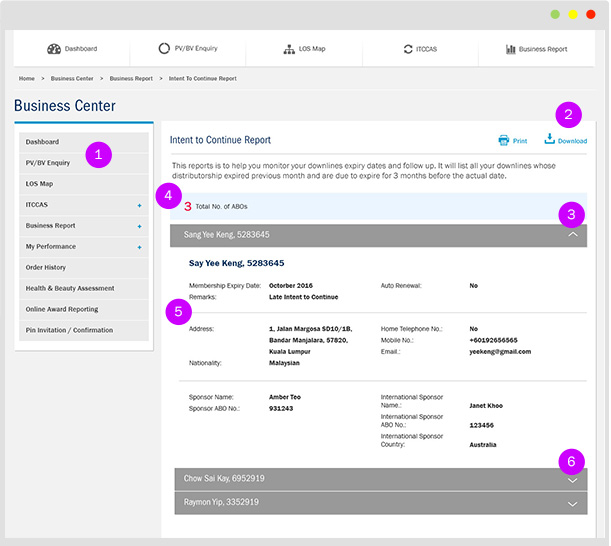 Dashboard PV/BV Enquiry LOS Map ITCCAS Business Report
Home > Business Center > Business Report > Intent To Continue Report
Business Center
1
Dashboard
PV/BV Enquiry
LOS Map
ITCCAS +
Business Report +
My Performance +
Order History
Health & Beauty Assessment
Online Award Reporting
Pin Invitation / Confirmation
2
Intent to Continue Report
Print Download
This reports is to help you monitor your downlines expiry dates and follow up. It will list all your downlines whose
distributorship expired previous month and are due to expire for 3 months before the actual date.
4
3 Total No. of ABOs
3
Sang Yee Keng, 5283645
Say Yee Keng, 5283645
Membership Expiry Date: Octorber 2016 Auto Renewal: No
Remarks: Late Intent to Continue
5
Address: 1, Jalan Margosa SD10/1B, Home Telephone No.: No
Bandar Manjalara, 57820, Mobile No.: +60192656565
Kuala Lumpur Email.: yeekeng@gmail.com
Nationality: Malaysian
Sponsor Name: Amber Teo International Sponsor
Name.: Janet Khoo
Sponsor ABO No.: 931243
International Sponsor
ABO No.: 123456
International Sponsor
Country: Australia
6
Chow Sai Kay, 6952919
Raymon Yip, 3352919